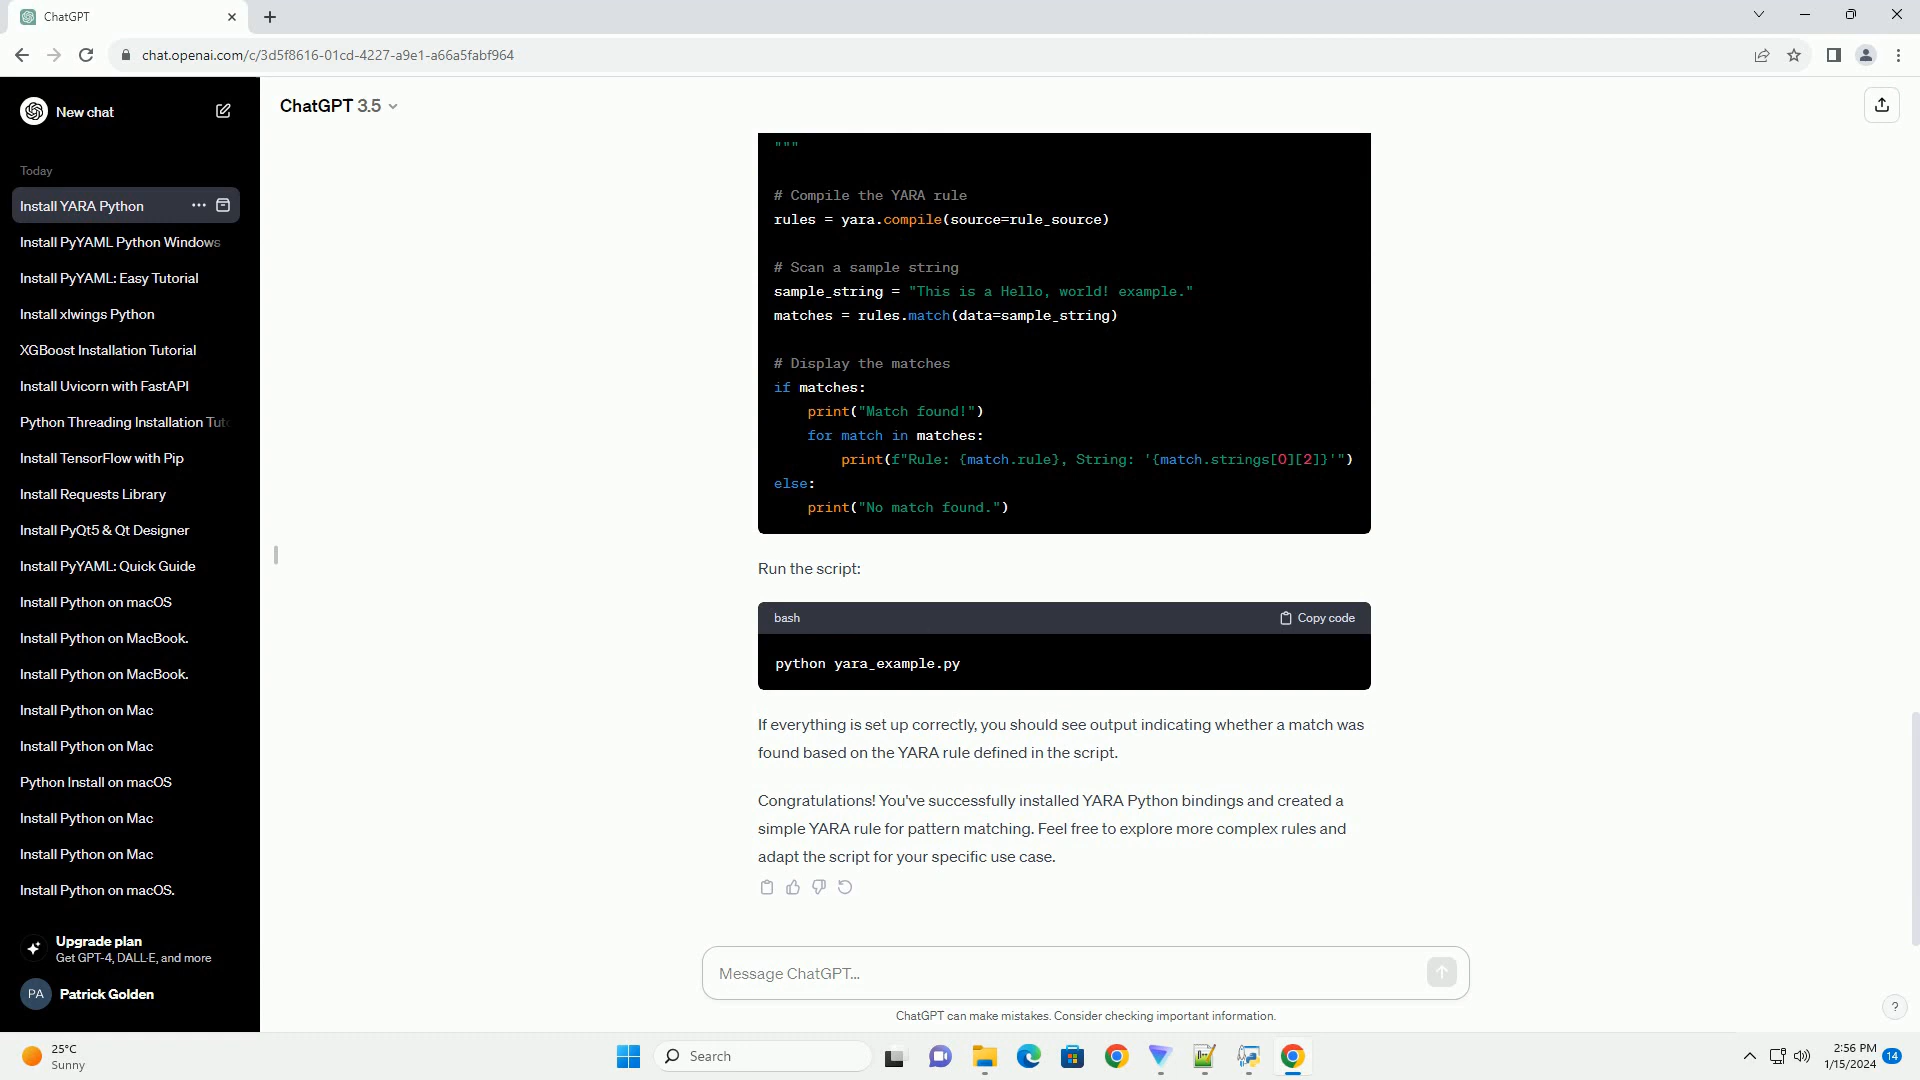 ChatGPT
chat.openai.com/c/3d5f8616-01cd-4227-a9e1-a66a5fabf964
New chat
Today
Install YARA Python
Install PyYAML Python Windows
Install PyYAML: Easy Tutorial
Install xlwings Python
XGBoost Installation Tutorial
Install Uvicorn with FastAPI
Python Threading Installation Tut
Install TensorFlow with Pip
Install Requests Library
Install PyQt5 & Qt Designer
Install PyYAML: Quick Guide
Install Python on macOS
Install Python on MacBook.
Install Python on MacBook.
Install Python on Mac
Install Python on Mac
Python Install on macOS
Install Python on Mac
Install Python on Mac
Install Python on macOS.
Upgrade plan
Get GPT-4, DALL·E, and more
PA
Patrick Golden
ChatGPT 3.5
"""
# Compile the YARA rule
rules = yara.compile(source=rule_source)
# Scan a sample string
sample_string = "This is a Hello, world! example."
matches = rules.match(data=sample_string)
# Display the matches
if matches:
    print("Match found!")
    for match in matches:
        print(f"Rule: {match.rule}, String: '{match.strings[0][2]}'")
else:
    print("No match found.")
Run the script:
bash
Copy code
python yara_example.py
If everything is set up correctly, you should see output indicating whether a match was
found based on the YARA rule defined in the script.
Congratulations! You've successfully installed YARA Python bindings and created a
simple YARA rule for pattern matching. Feel free to explore more complex rules and
adapt the script for your specific use case.
Message ChatGPT...
ChatGPT can make mistakes. Consider checking important information.
?
25°C
Sunny
Search
2:56 PM
1/15/2024
14